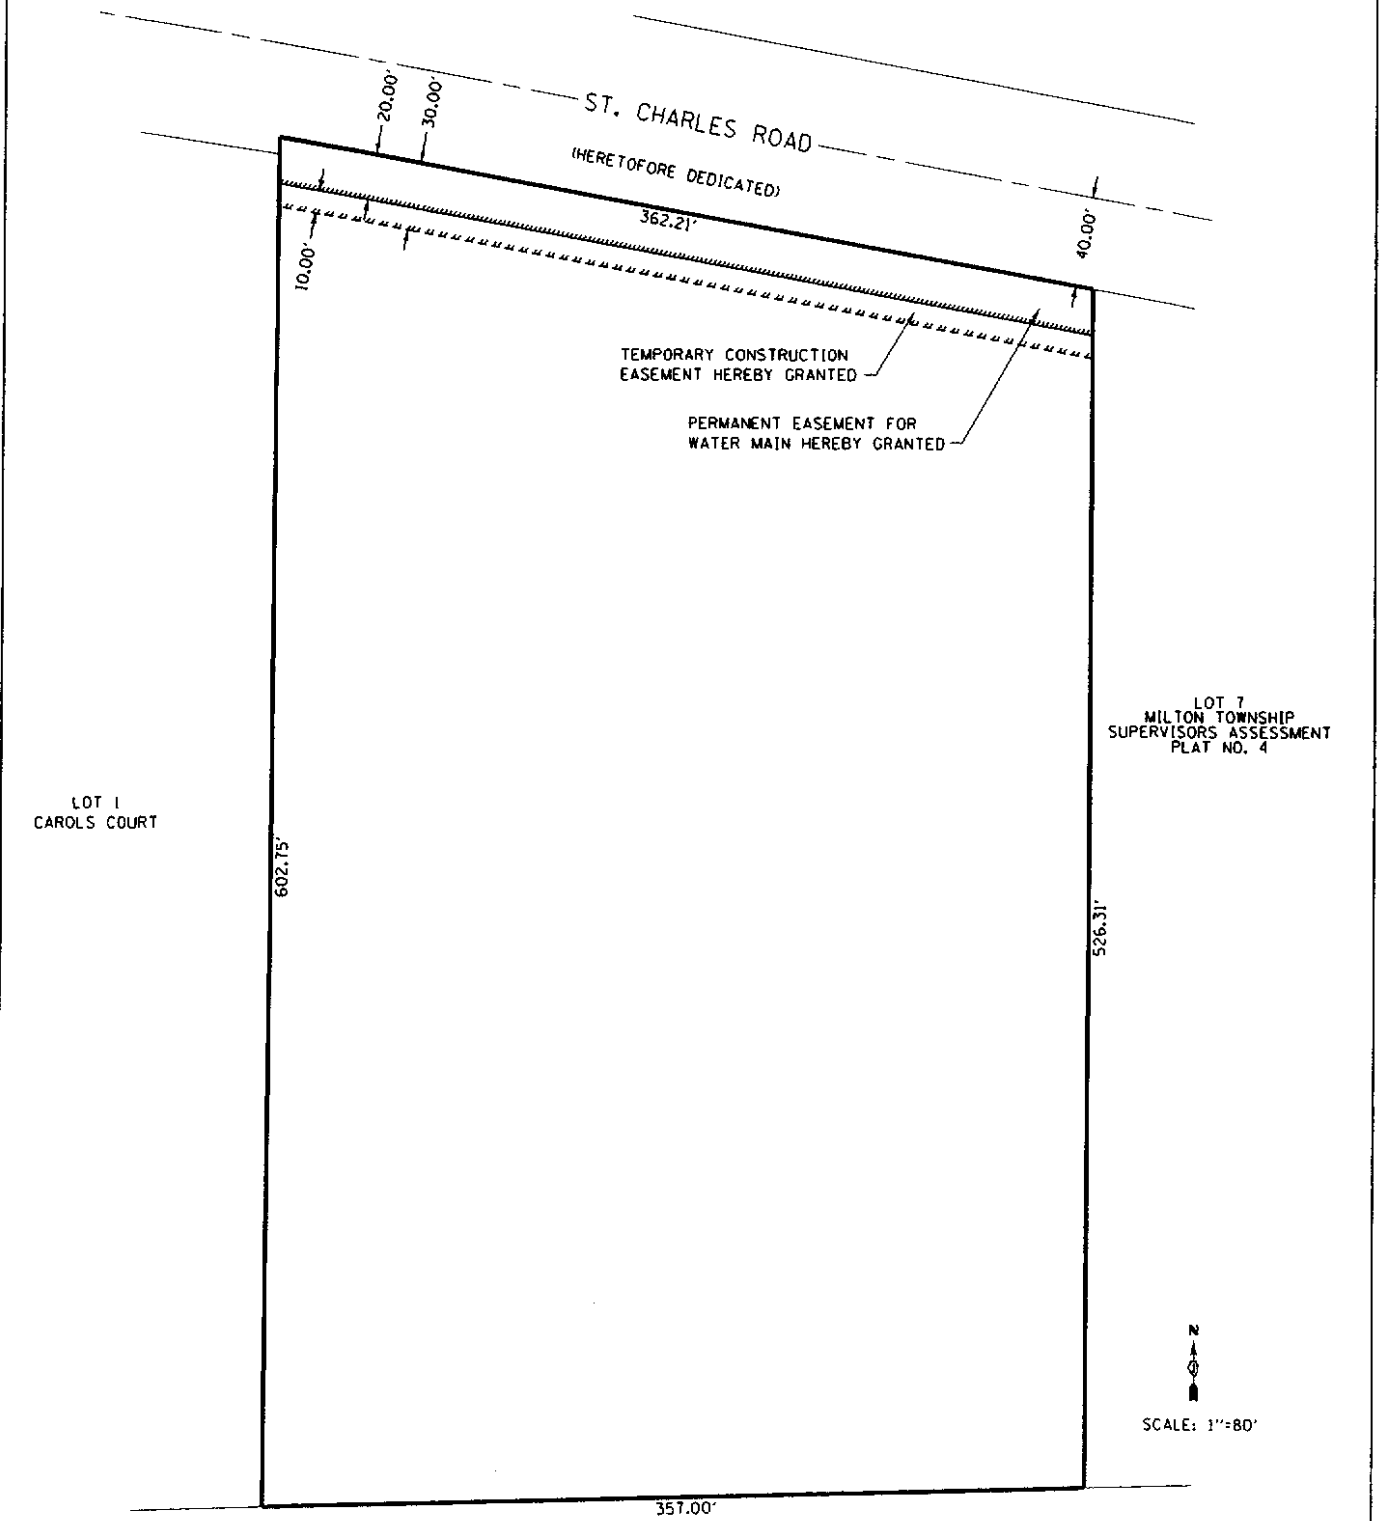 20.00'
30.00'
ST. CHARLES ROAD
(HERETOFORE DEDICATED)
362.21'
40.00'
10.00'
TEMPORARY CONSTRUCTION
EASEMENT HEREBY GRANTED
PERMANENT EASEMENT FOR
WATER MAIN HEREBY GRANTED
LOT 7
MILTON TOWNSHIP
SUPERVISORS ASSESSMENT
PLAT NO. 4
LOT 1
CAROLS COURT
602.75'
526.31'
N
SCALE: 1"=80'
357.00'